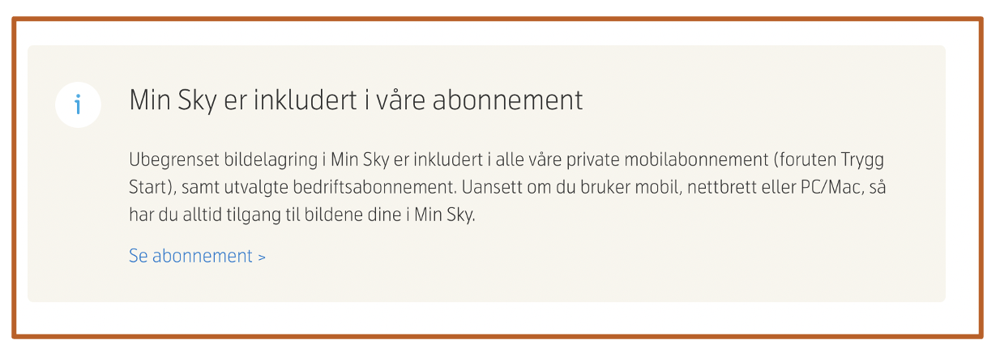 i
Min Sky er inkludert i våre abonnement
Ubegrenset bildelagring i Min Sky er inkludert i alle våre private mobilabonnement (foruten Trygg
Start), samt utvalgte bedriftsabonnement. Uansett om du bruker mobil, nettbrett eller PC/Mac, så
har du alltid tilgang til bildene dine i Min Sky.
Se abonnement >